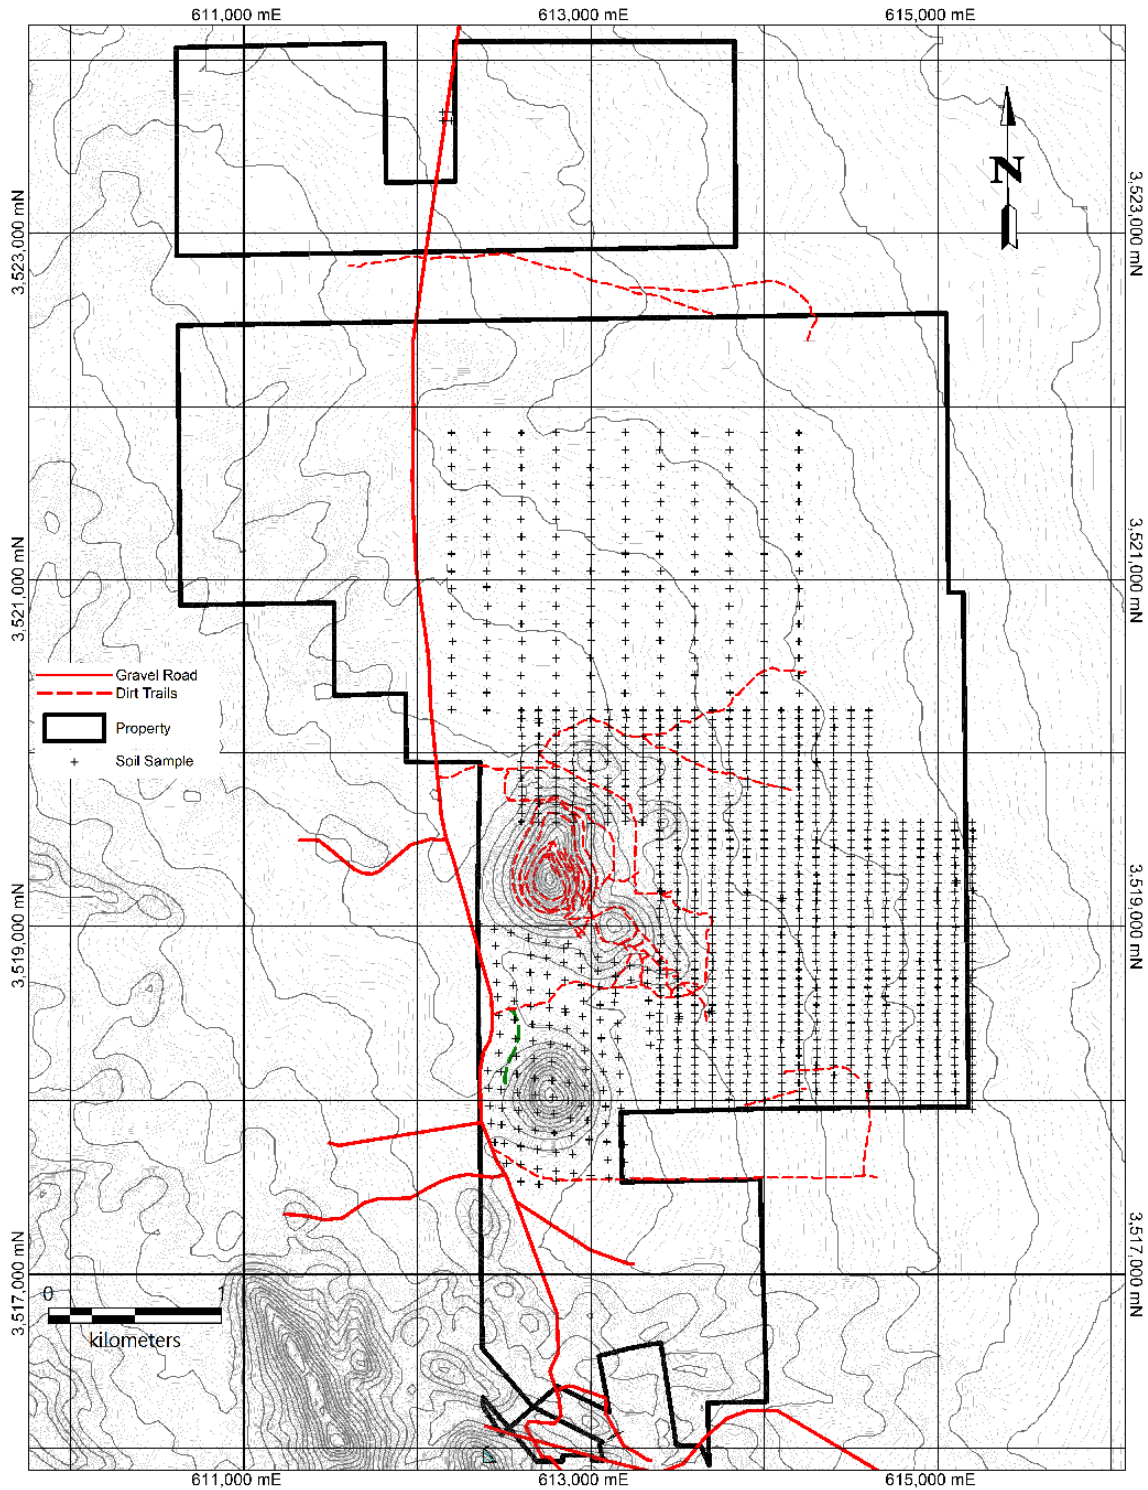 611,000 mE 613,000 mE 615,000 mE
N
3,523,000 mN 3,523,000 mN
3,521,000 mN 3,521,000 mN
Gravel Road
Dirt Trails
Property
Soil Sample
3,519,000 mN 3,519,000 mN
3,517,000 mN 3,517,000 mN
0 1
kilometers
611,000 mE 613,000 mE 615,000 mE